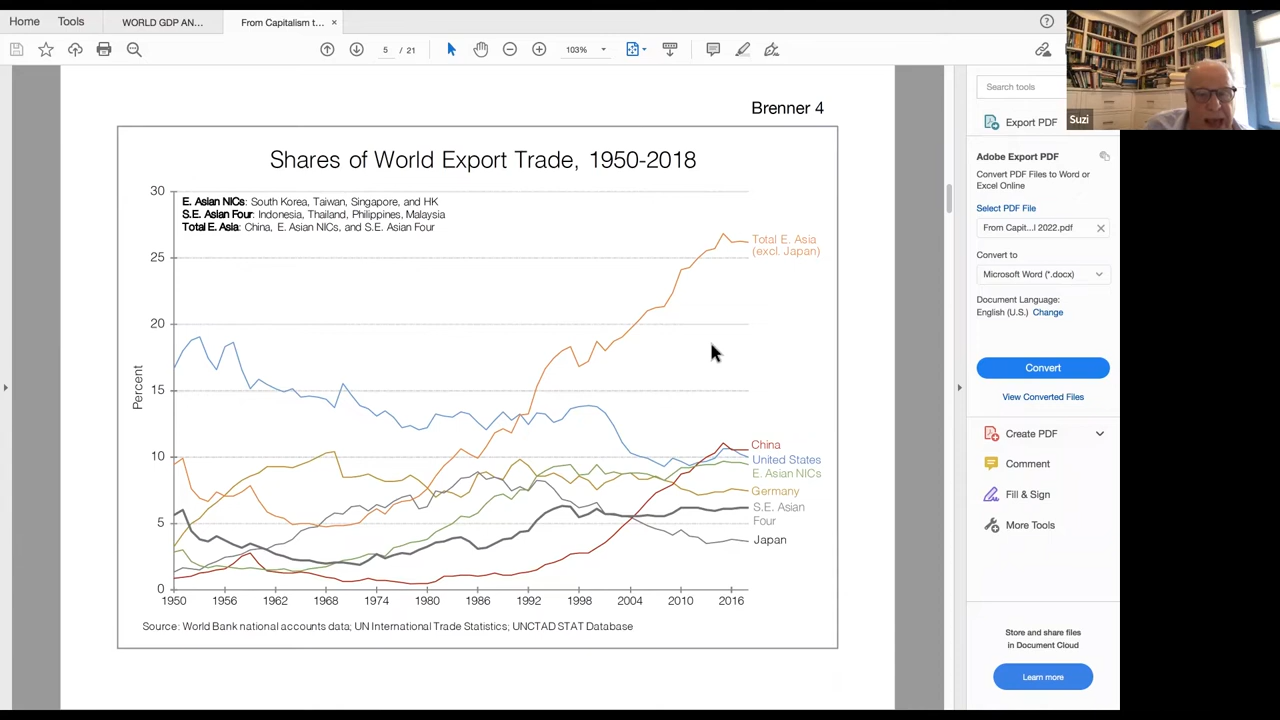 Home
Tools
WORLD GDP AN...
From Capitalism t...
×
5 / 21
103%
Brenner 4
Shares of World Export Trade, 1950-2018
E. Asian NICs: South Korea, Taiwan, Singapore, and HK
S.E. Asian Four: Indonesia, Thailand, Philippines, Malaysia
Total E. Asia: China, E. Asian NICs, and S.E. Asian Four
Percent
30
25
20
15
10
5
0
Total E. Asia
(excl. Japan)
China
United States
E. Asian NICs
Germany
S.E. Asian
Four
Japan
1950 1956 1962 1968 1974 1980 1986 1992 1998 2004 2010 2016
Source: World Bank national accounts data; UN International Trade Statistics; UNCTAD STAT Database
Search tools
Export PDF
Adobe Export PDF
Convert PDF Files to Word or
Excel Online
Select PDF File
From Capit...l 2022.pdf
Convert to
Microsoft Word (*.docx)
Document Language:
English (U.S.) Change
Convert
View Converted Files
Create PDF
Comment
Fill & Sign
More Tools
Store and share files
in Document Cloud
Learn more
Suzi